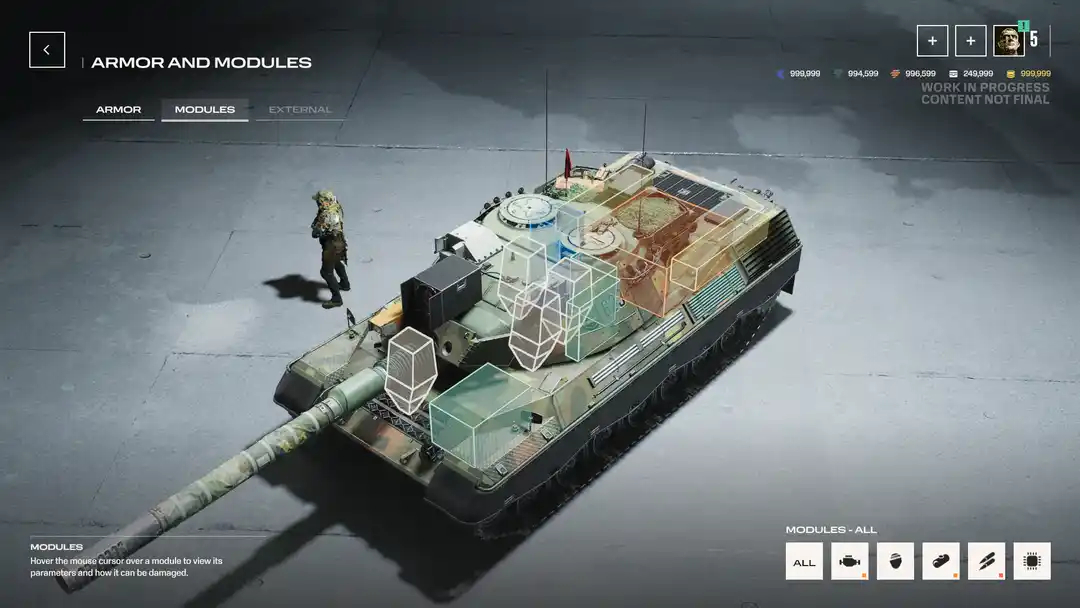 ARMOR AND MODULES
5
999,999
994,599
996,599
249,999
999,999
WORK IN PROGRESS
CONTENT NOT FINAL
ARMOR
MODULES
EXTERNAL
MODULES
Hover the mouse cursor over a module to view its
parameters and how it can be damaged.
MODULES - ALL
ALL